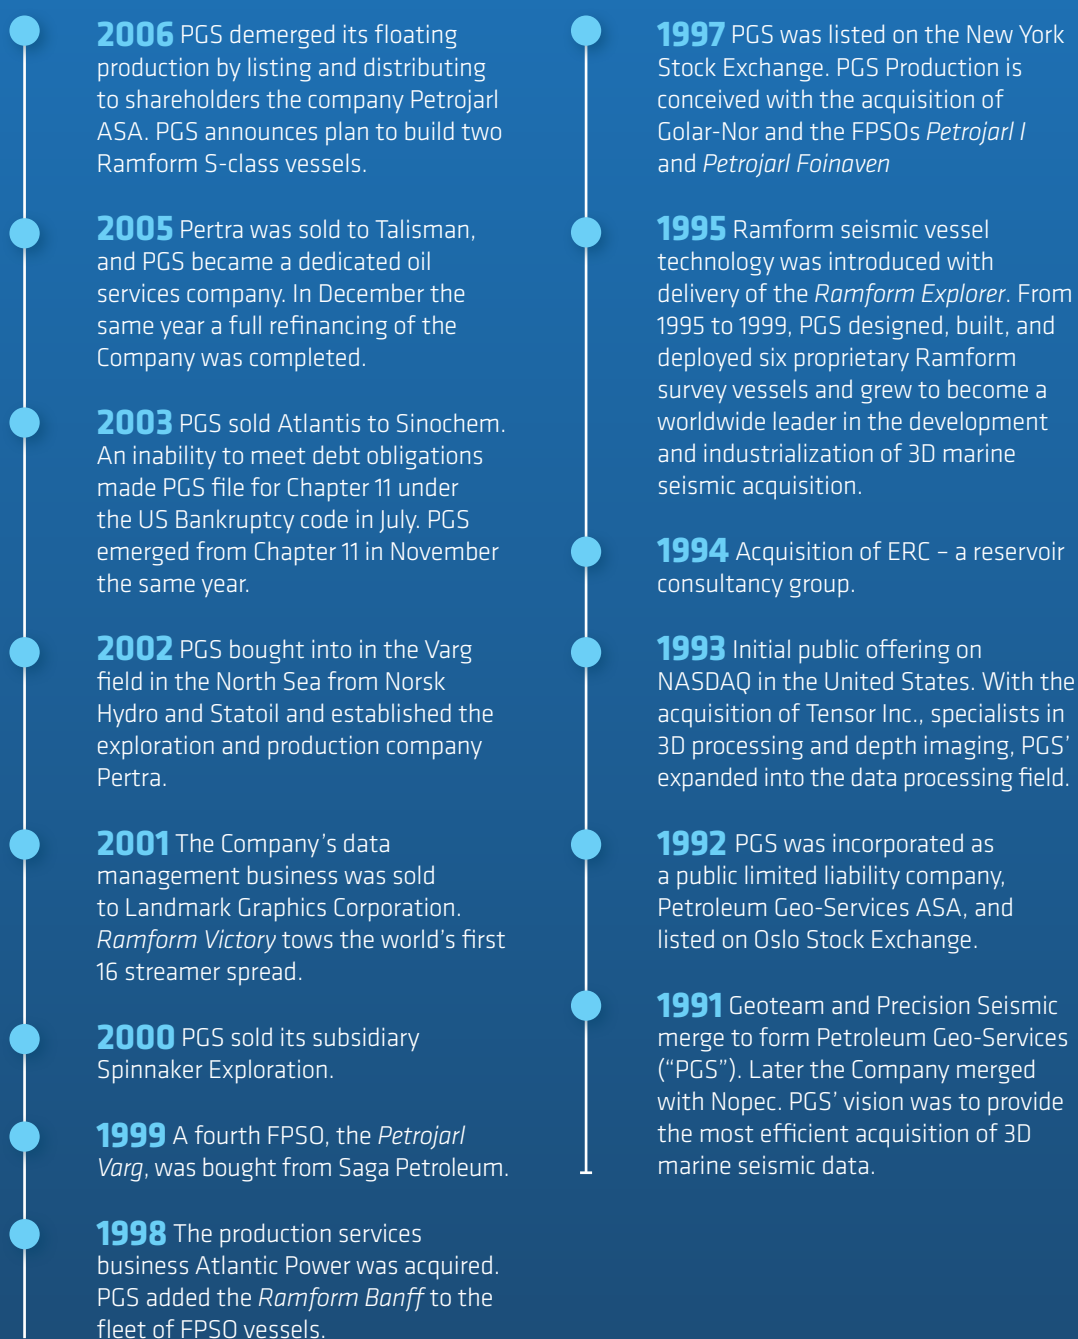 2006 PGS demerged its floating
production by listing and distributing
to shareholders the company Petrojarl
ASA. PGS announces plan to build two
Ramform S-class vessels.
2005 Pertra was sold to Talisman,
and PGS became a dedicated oil
services company. In December the
same year a full refinancing of the
Company was completed.
2003 PGS sold Atlantis to Sinochem.
An inability to meet debt obligations
made PGS file for Chapter 11 under
the US Bankruptcy code in July. PGS
emerged from Chapter 11 in November
the same year.
2002 PGS bought into in the Varg
field in the North Sea from Norsk
Hydro and Statoil and established the
exploration and production company
Pertra.
2001 The Company's data
management business was sold
to Landmark Graphics Corporation.
Ramform Victory tows the world's first
16 streamer spread.
2000 PGS sold its subsidiary
Spinnaker Exploration.
1999 A fourth FPSO, the Petrojarl
Varg, was bought from Saga Petroleum.
1998 The production services
business Atlantic Power was acquired.
PGS added the Ramform Banff to the
fleet of FPSO vessels.
1997 PGS was listed on the New York
Stock Exchange. PGS Production is
conceived with the acquisition of
Golar-Nor and the FPSOs Petrojarl I
and Petrojarl Foinaven
1995 Ramform seismic vessel
technology was introduced with
delivery of the Ramform Explorer. From
1995 to 1999, PGS designed, built, and
deployed six proprietary Ramform
survey vessels and grew to become a
worldwide leader in the development
and industrialization of 3D marine
seismic acquisition.
1994 Acquisition of ERC – a reservoir
consultancy group.
1993 Initial public offering on
NASDAQ in the United States. With the
acquisition of Tensor Inc., specialists in
3D processing and depth imaging, PGS'
expanded into the data processing field.
1992 PGS was incorporated as
a public limited liability company,
Petroleum Geo-Services ASA, and
listed on Oslo Stock Exchange.
1991 Geoteam and Precision Seismic
merge to form Petroleum Geo-Services
("PGS"). Later the Company merged
with Nopec. PGS' vision was to provide
the most efficient acquisition of 3D
marine seismic data.